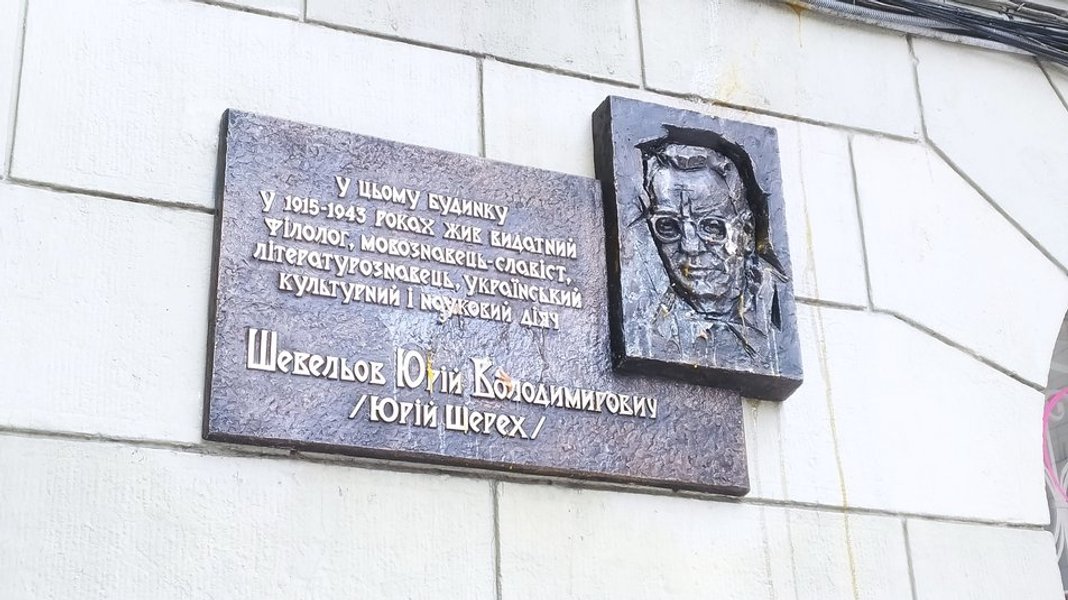 У цьому будинку
у 1915-1943 роках жив видатний
філолог, мовознавець-славіст,
літературознавець, український
культурний і науковий діяч
Шевельов Юрій Володимирович
/Юрій Щерех/